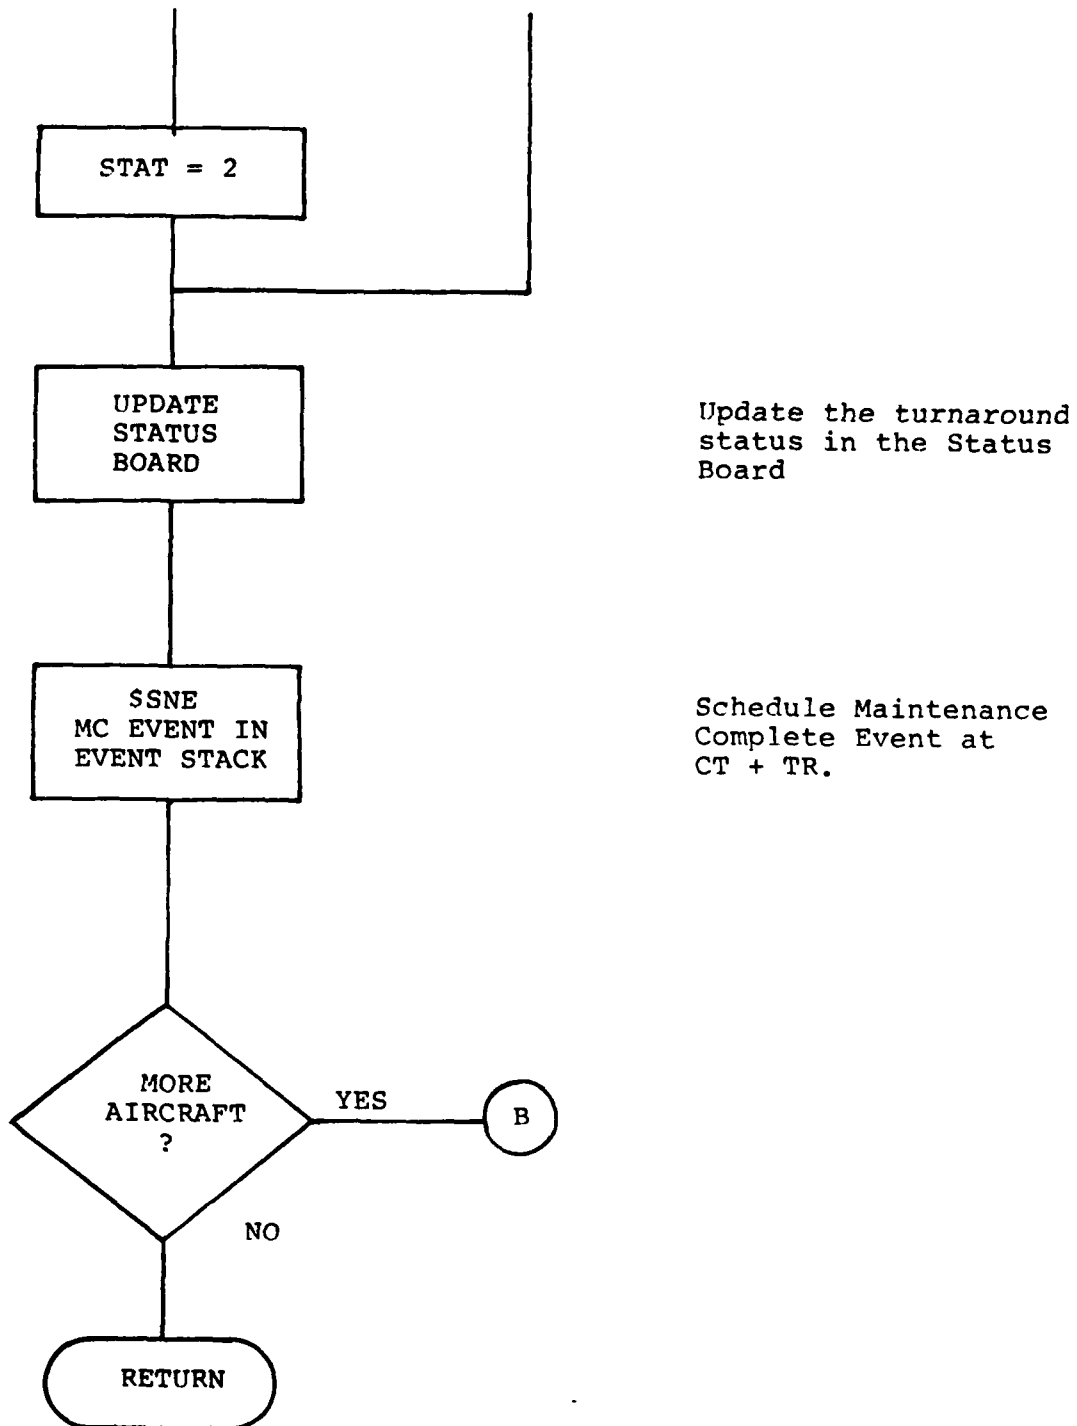 STAT = 2
UPDATE
STATUS
BOARD
Update the turnaround
status in the Status
Board
$SNE
MC EVENT IN
EVENT STACK
Schedule Maintenance
Complete Event at
CT + TR.
MORE
AIRCRAFT
?
YES
B
NO
RETURN